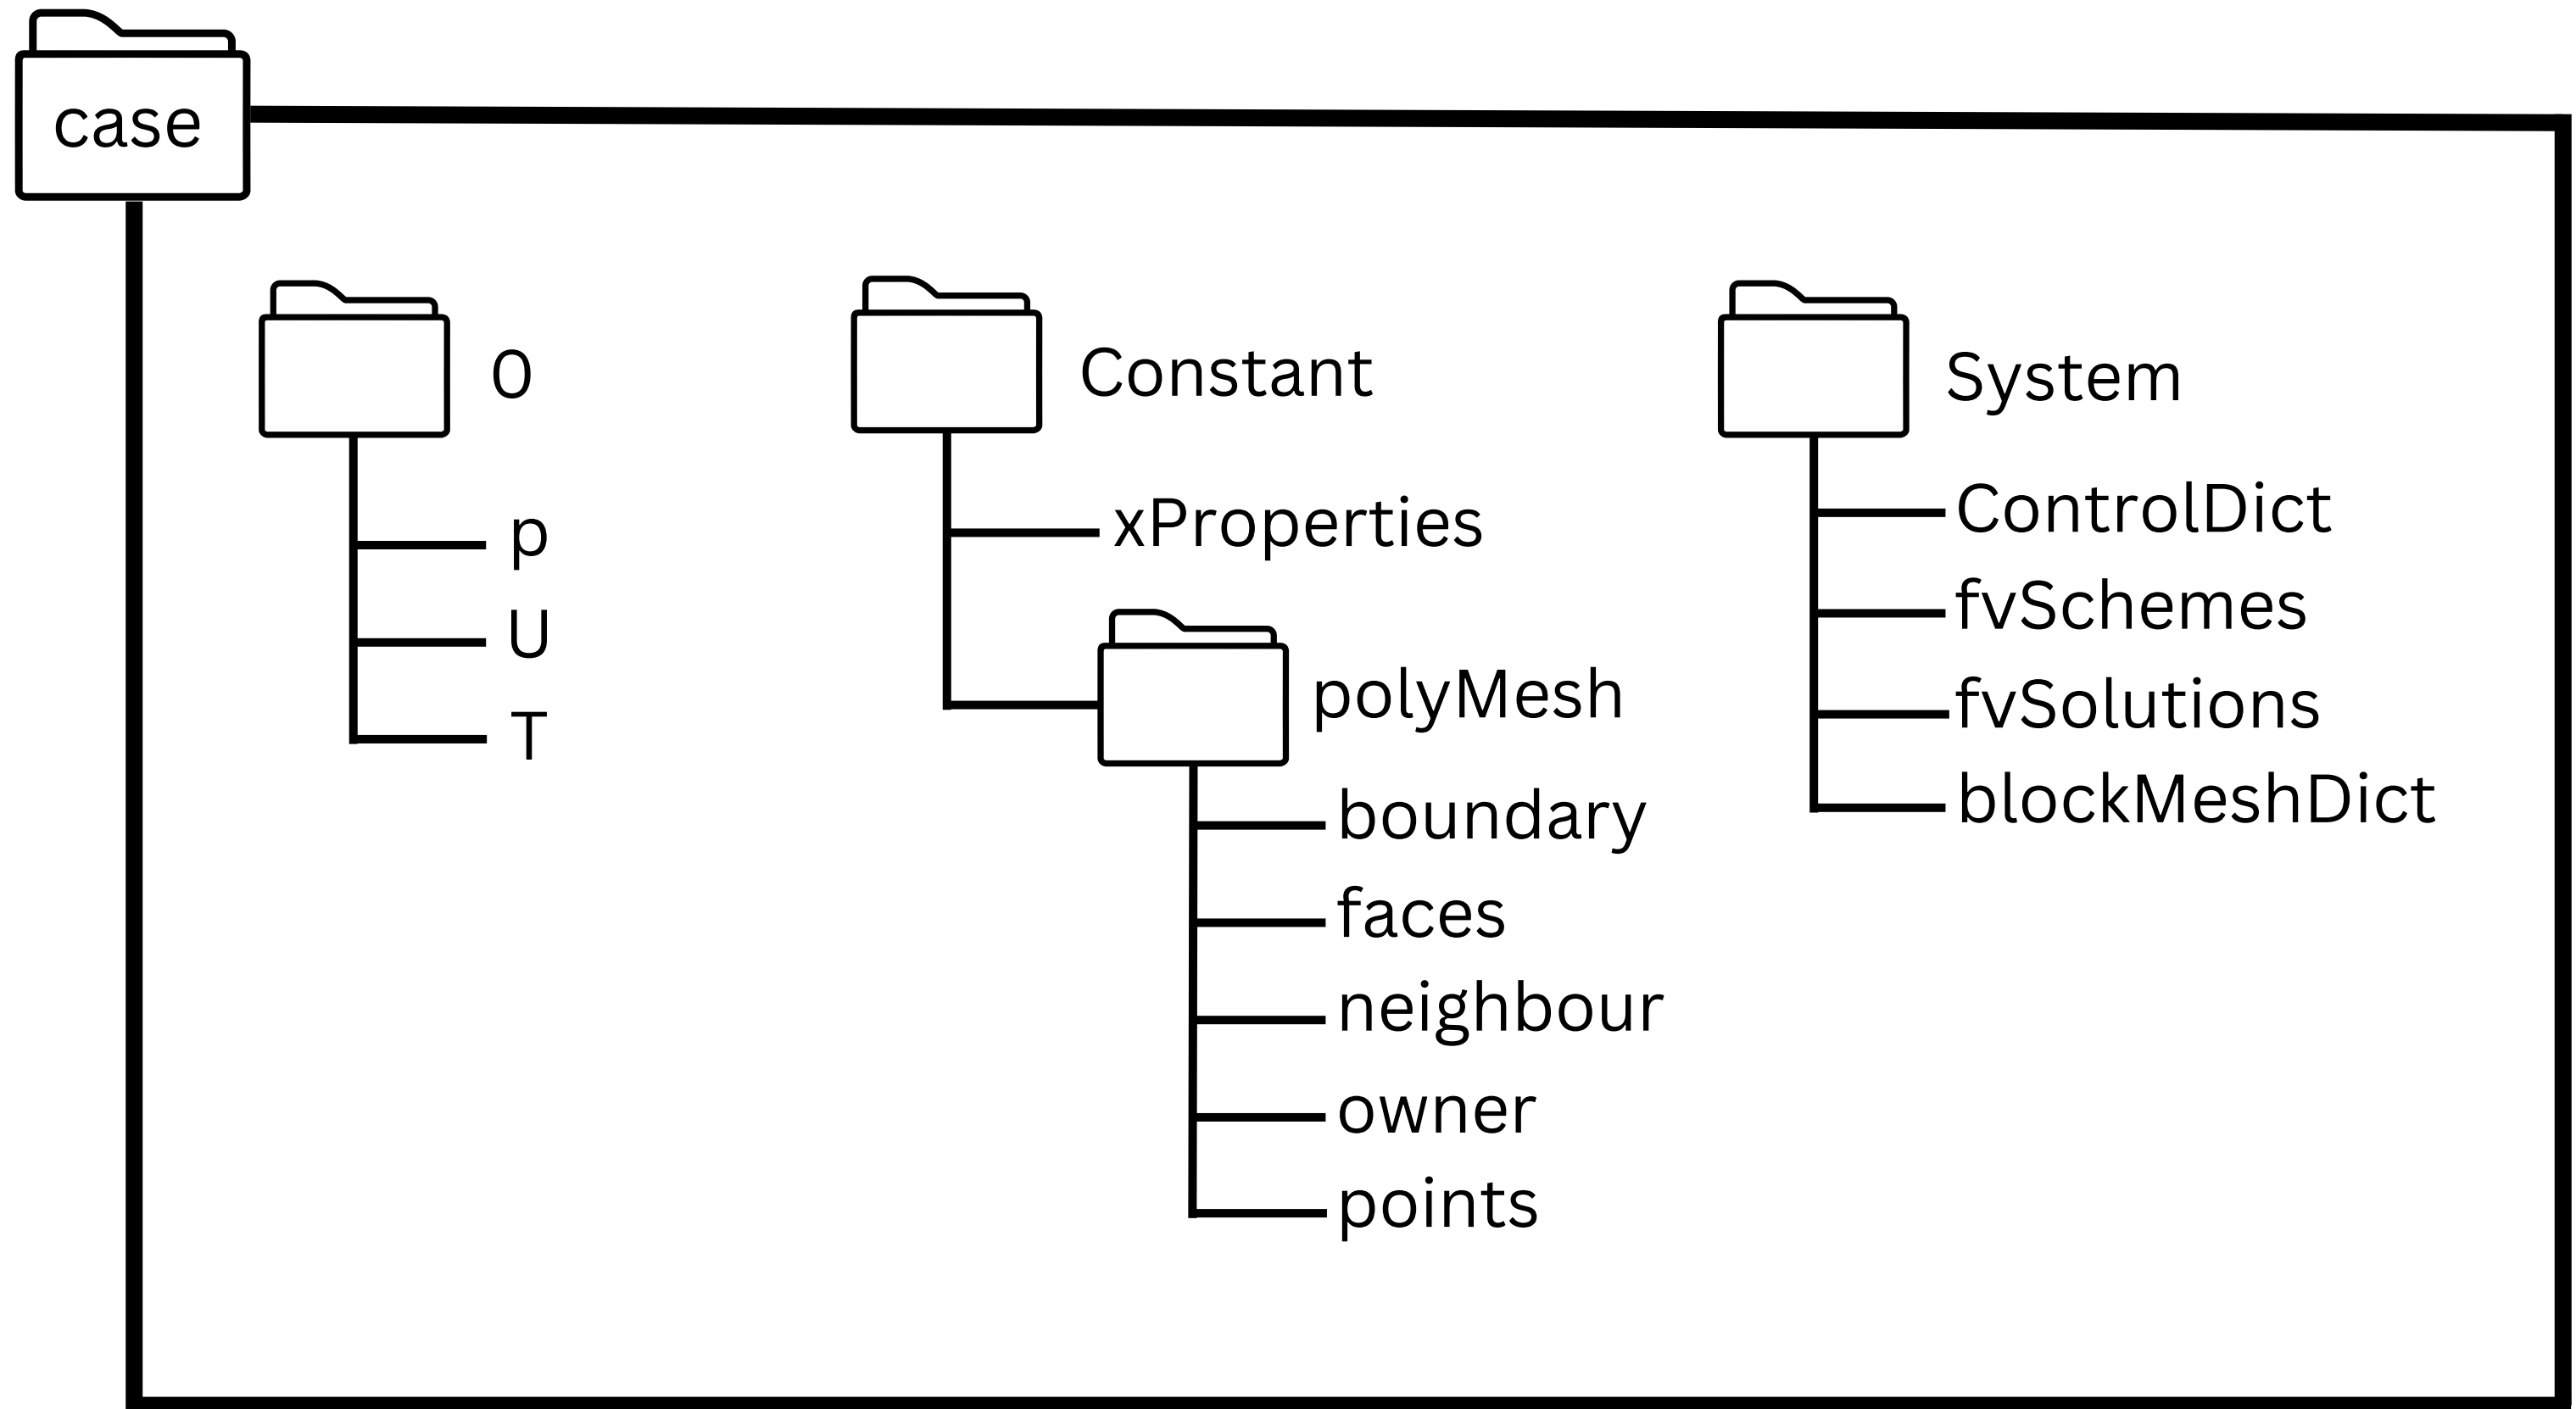 case
0
p
U
T
Constant
xProperties
polyMesh
boundary
faces
neighbour
owner
points
System
ControlDict
fvSchemes
fvSolutions
blockMeshDict